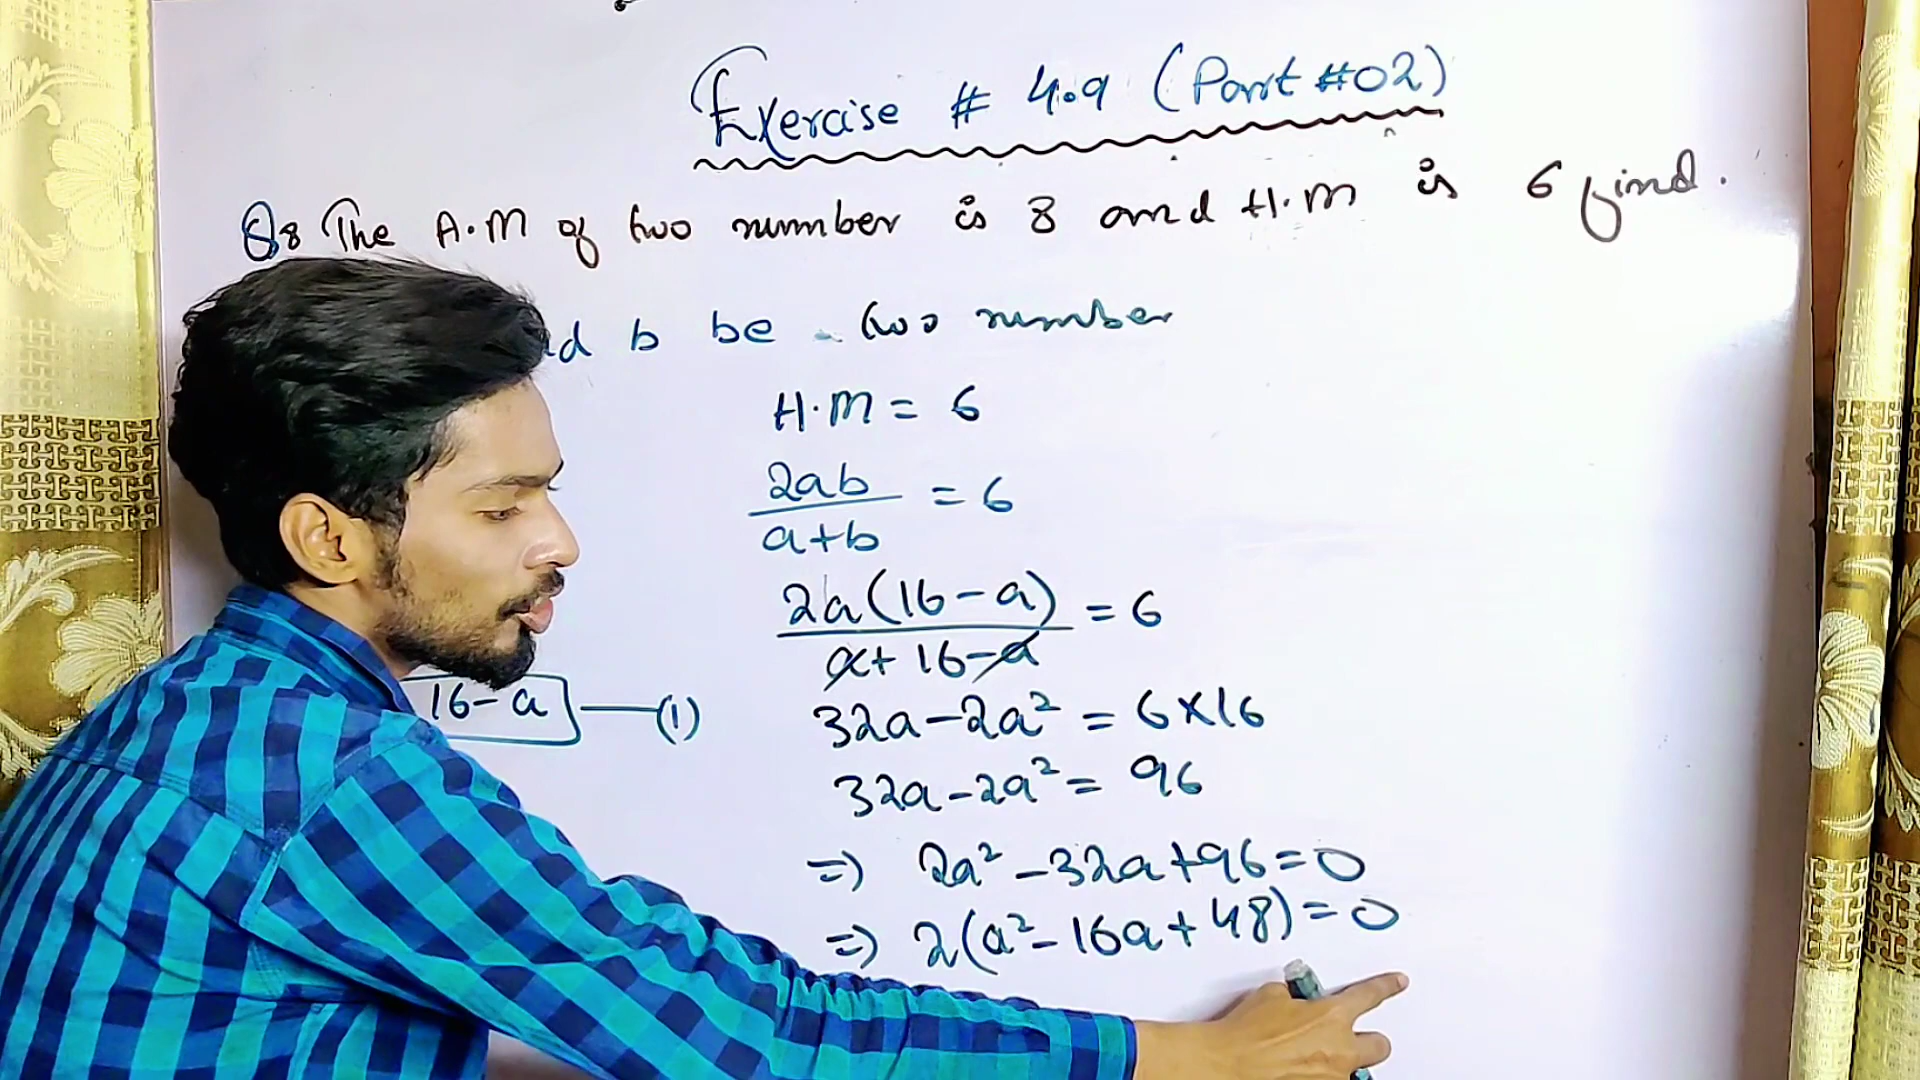 Exercise # 4.9 (Part #02)
Q8 The A.M of two number is 8 and H.M is 6 find.
b be two number
H.M = 6
2ab
a+b
= 6
2a(16-a)
a+16-a
= 6
16-a —(1)
32a-2a² = 6×16
32a-2a² = 96
=) 2a²-32a+96=0
=) 2(a²-16a+48)=0